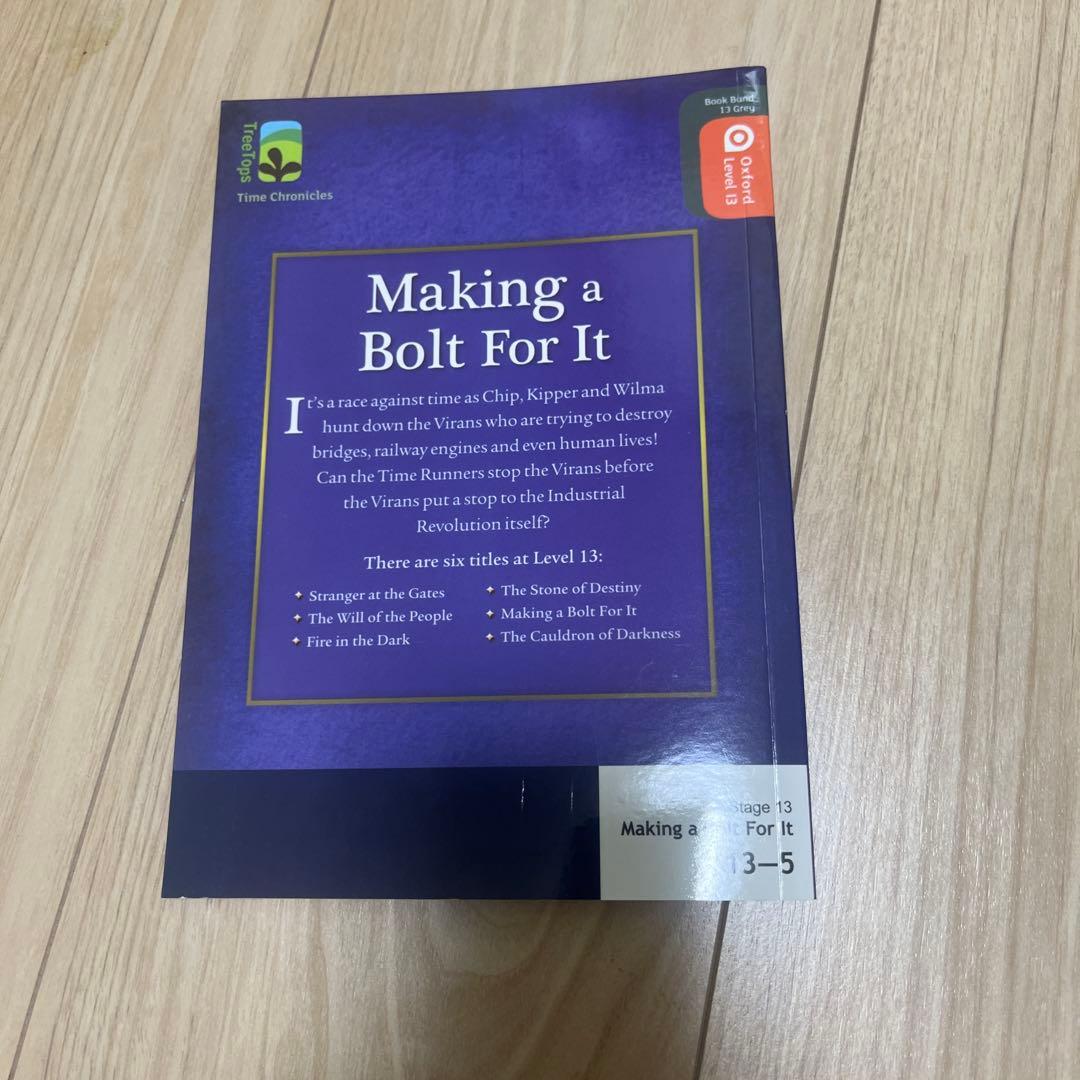 TreeTops
Time Chronicles
Book Band
13 Grey
Oxford
Level 13
Making a
Bolt For It
It's a race against time as Chip, Kipper and Wilma
hunt down the Virans who are trying to destroy
bridges, railway engines and even human lives!
Can the Time Runners stop the Virans before
the Virans put a stop to the Industrial
Revolution itself?
There are six titles at Level 13:
Stranger at the Gates
The Will of the People
Fire in the Dark
The Stone of Destiny
Making a Bolt For It
The Cauldron of Darkness
Stage 13
Making a Bolt For It
13–5